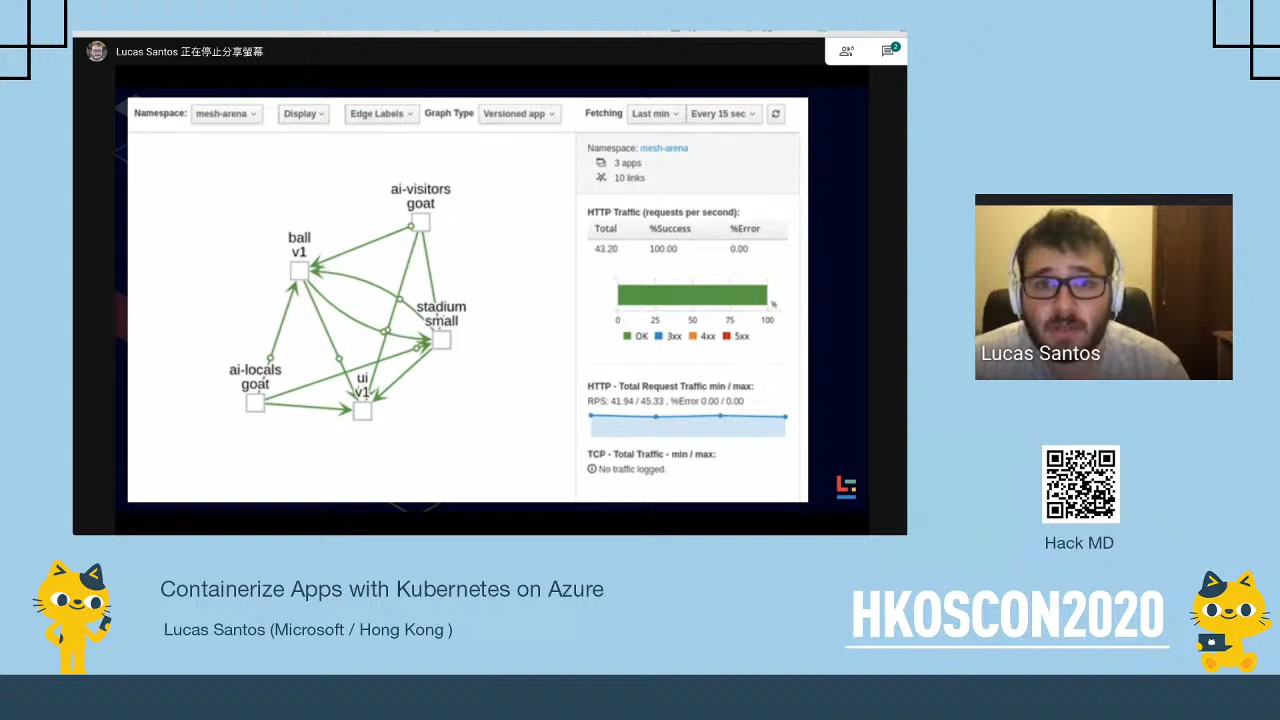 Lucas Santos 正在停止分享螢幕
2
Namespace: mesh-arena Display Edge Labels Graph Type Versioned app Fetching Last min Every 15 sec
Namespace: mesh-arena
3 apps
10 links
ai-visitors
goat
ball
v1
stadium
small
ai-locals
goat
ui
v1
HTTP Traffic (requests per second):
Total %Success %Error
43.20 100.00 0.00
%
0 25 50 75 100
OK 3xx 4xx 5xx
HTTP - Total Request Traffic min / max:
RPS: 41.94 / 45.33 , %Error 0.00 / 0.00
TCP - Total Traffic - min / max:
No traffic logged.
Lucas Santos
Hack MD
Containerize Apps with Kubernetes on Azure
Lucas Santos (Microsoft / Hong Kong )
HKOSCON2020